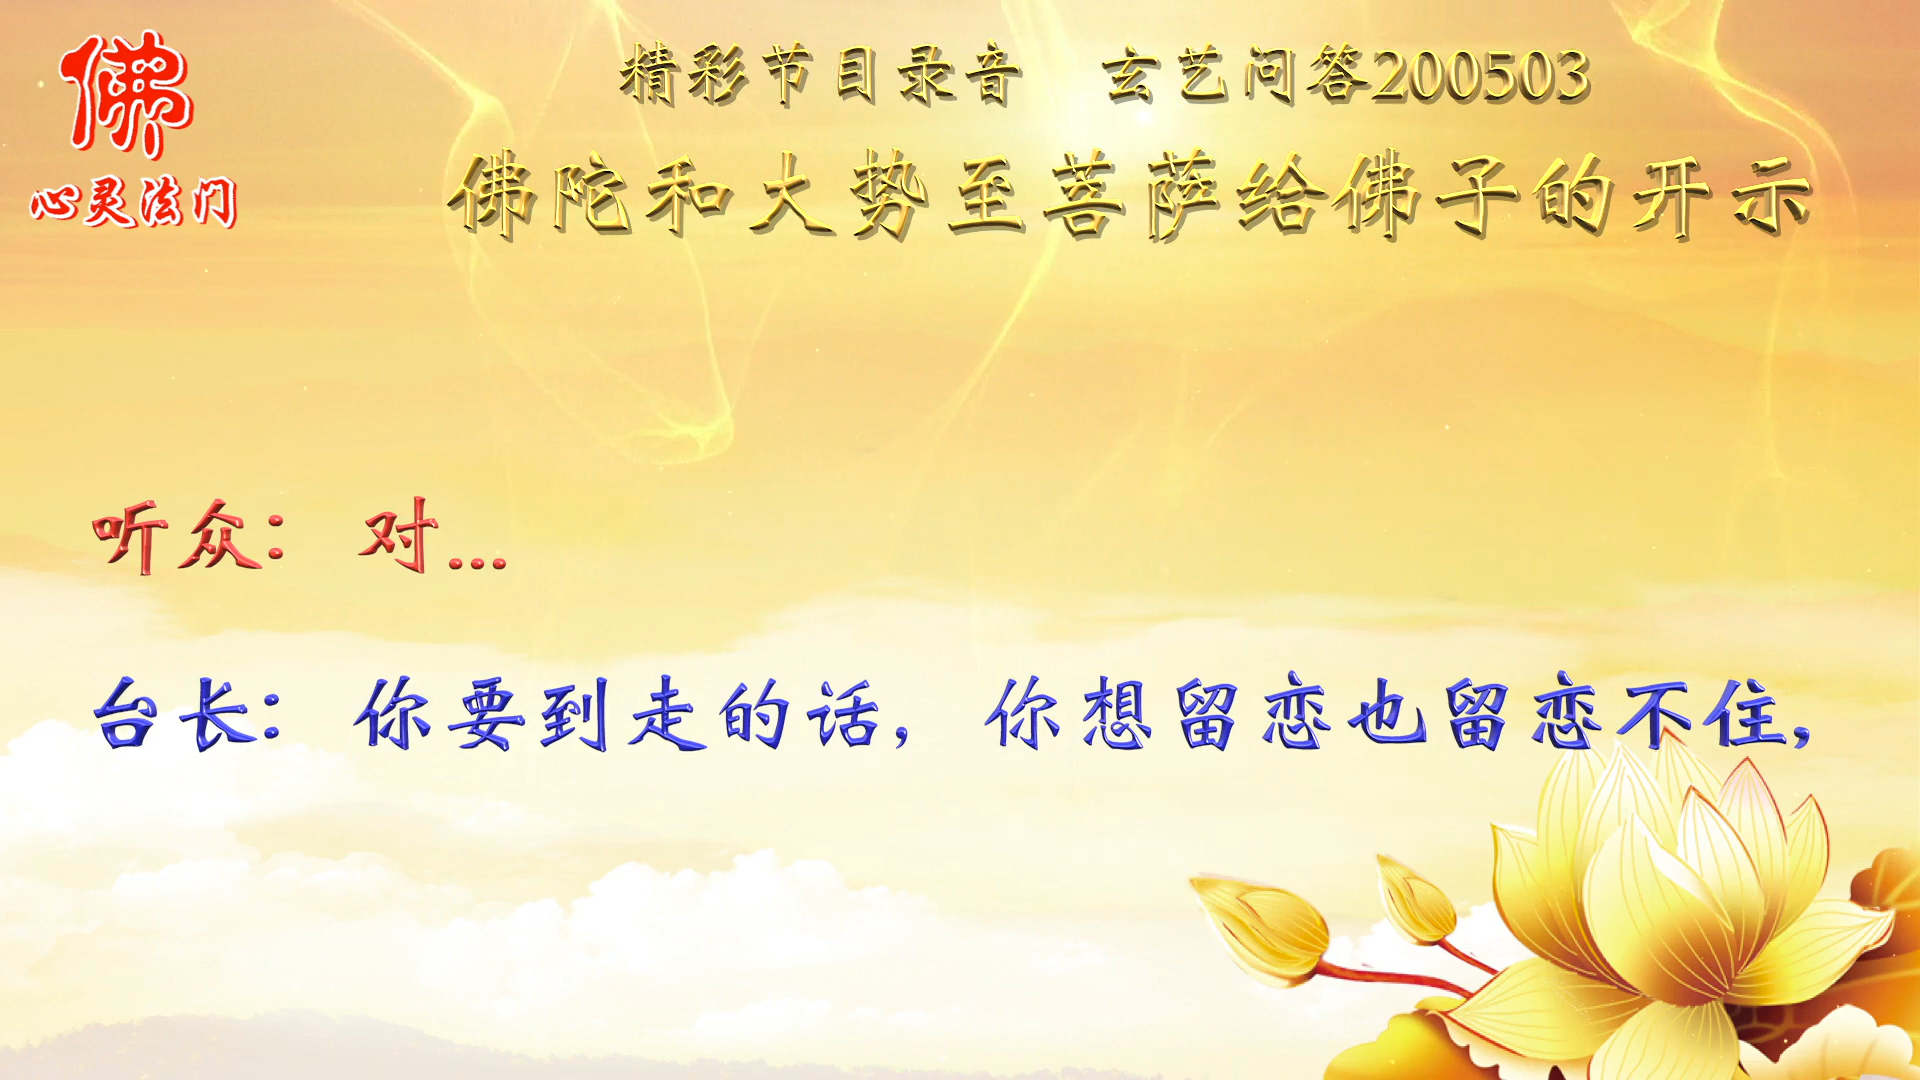 佛
心灵法门
精彩节目录音 玄艺问答200503
佛陀和大势至菩萨给佛子的开示
听众： 对...
台长： 你要到走的话， 你想留恋也留恋不住，